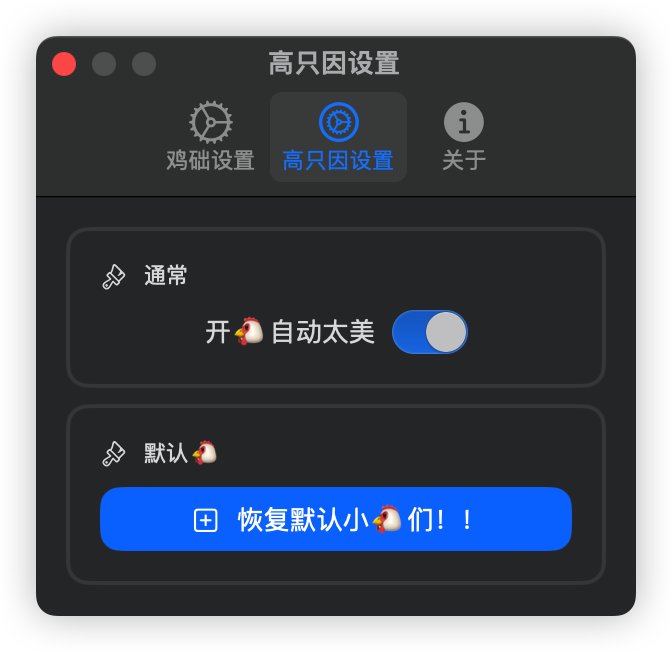 高只因设置
鸡础设置 高只因设置 关于
通常
开🐔自动太美
默认🐔
恢复默认小🐔们！！